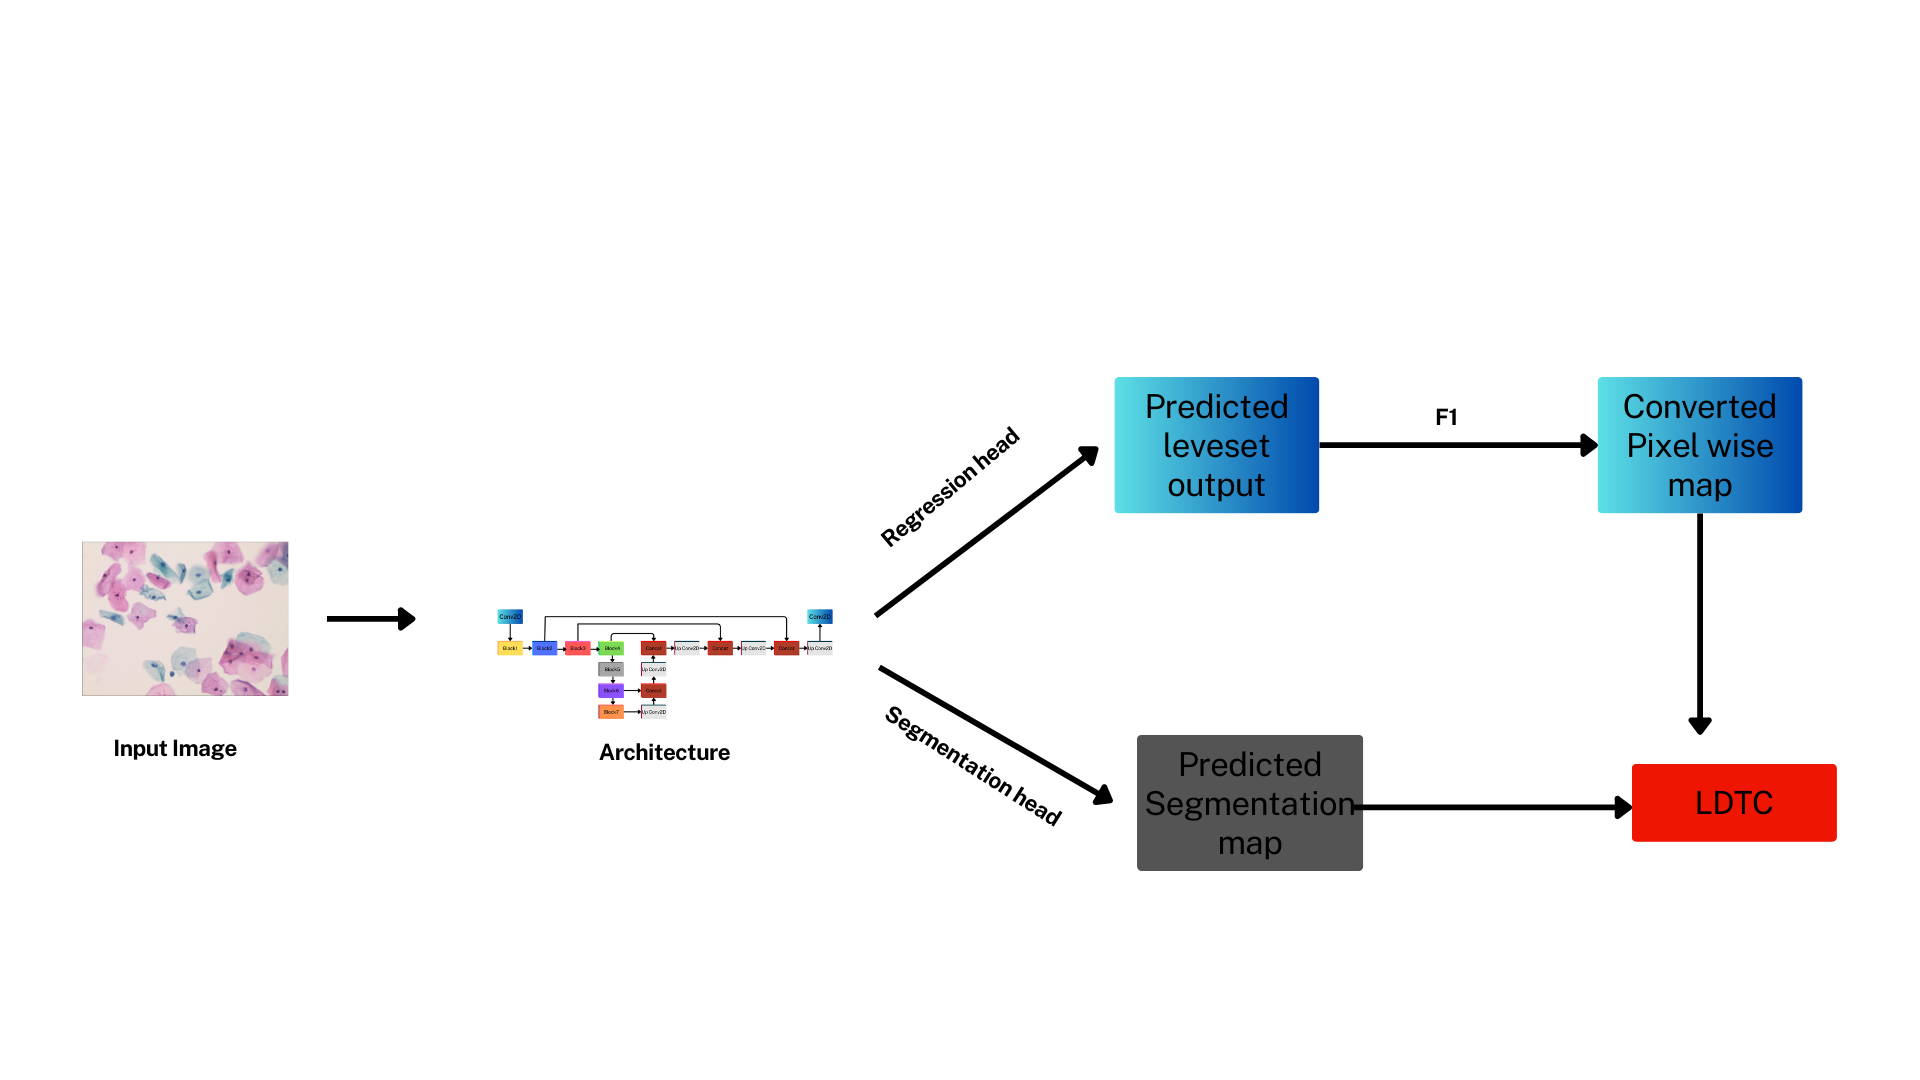 Input Image
Conv2D
Conv2D
Block1
Block2
Block3
Block4
Concat
Up Conv2D
Concat
Up Conv2D
Concat
Up Conv2D
Block5
Up Conv2D
Block6
Concat
Block7
Up Conv2D
Architecture
Regression head
Segmentation head
Predicted
leveset
output
F1
Converted
Pixel wise
map
Predicted
Segmentation
map
LDTC